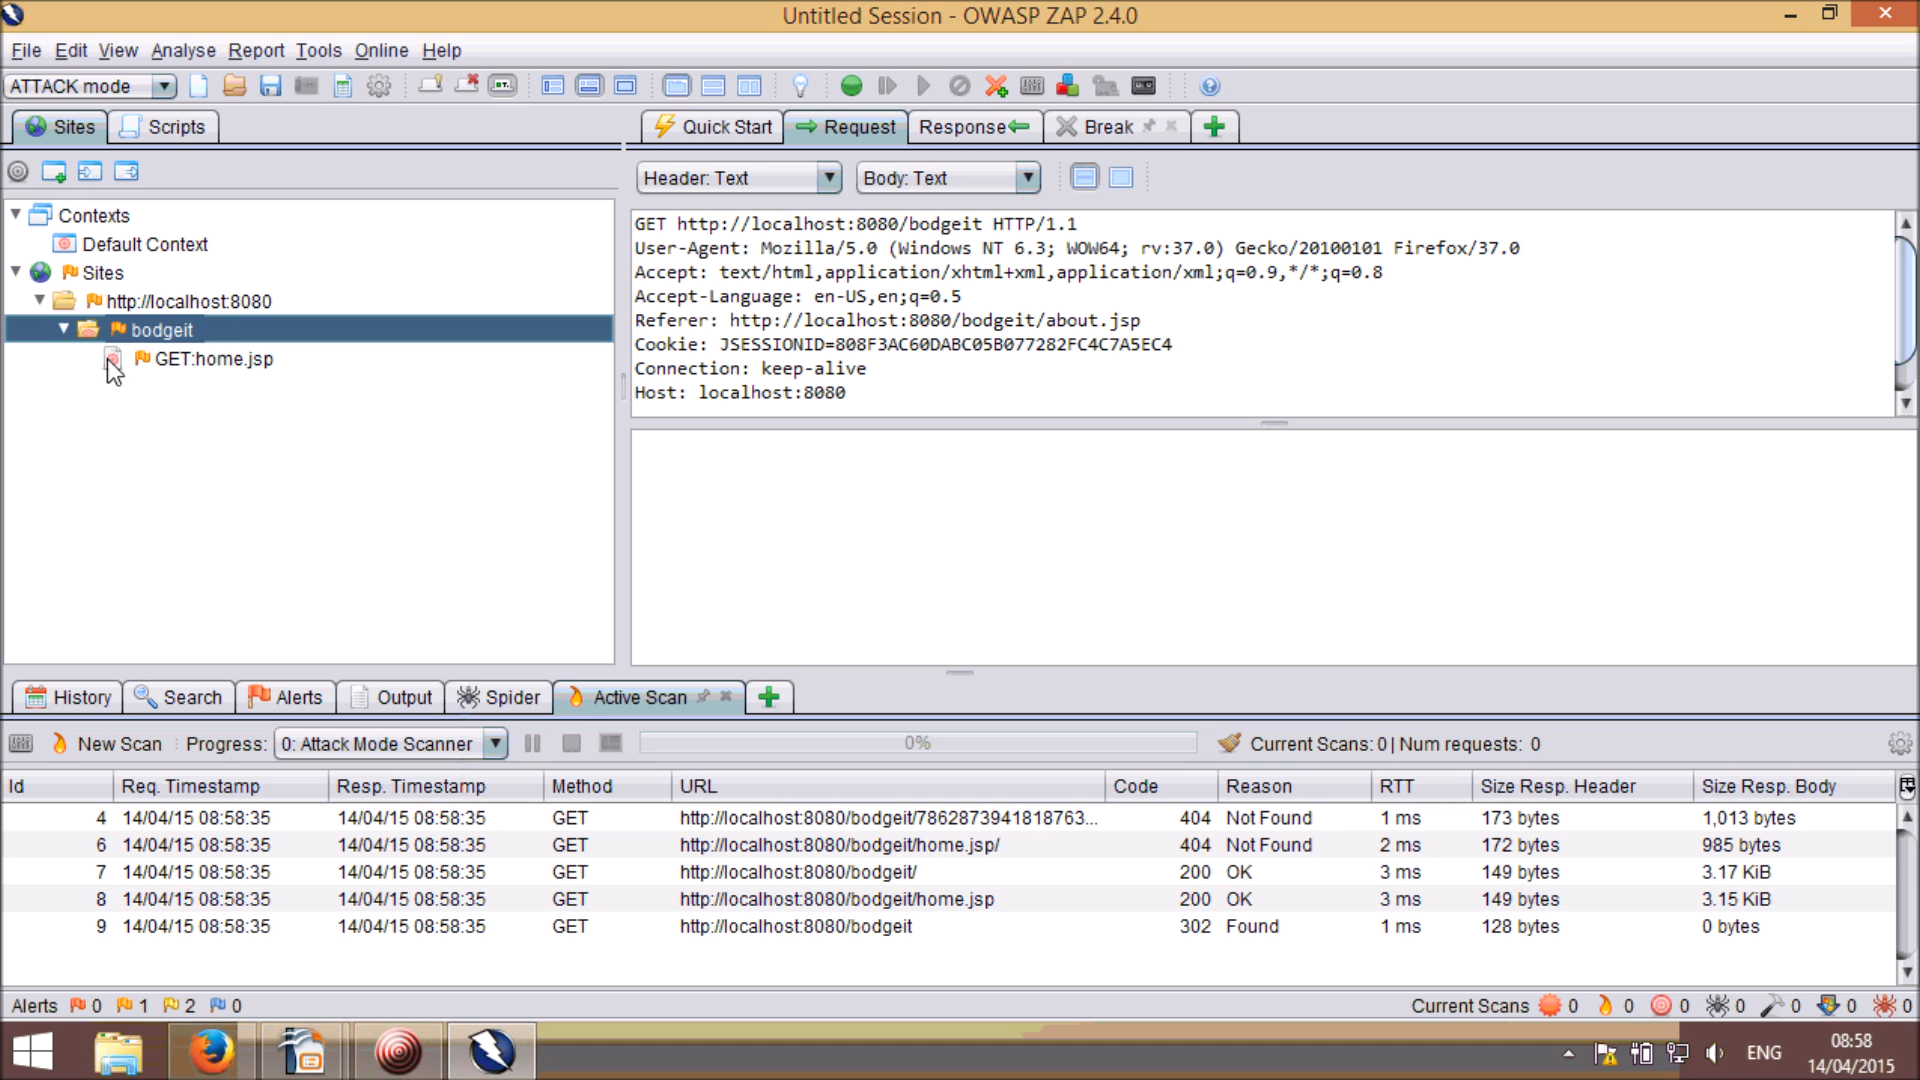 Untitled Session - OWASP ZAP 2.4.0
File Edit View Analyse Report Tools Online Help
ATTACK mode
Sites Scripts
Quick Start Request Response Break
Header: Text Body: Text
Contexts
Default Context
Sites
http://localhost:8080
bodgeit
GET:home.jsp
GET http://localhost:8080/bodgeit HTTP/1.1
User-Agent: Mozilla/5.0 (Windows NT 6.3; WOW64; rv:37.0) Gecko/20100101 Firefox/37.0
Accept: text/html,application/xhtml+xml,application/xml;q=0.9,*/*;q=0.8
Accept-Language: en-US,en;q=0.5
Referer: http://localhost:8080/bodgeit/about.jsp
Cookie: JSESSIONID=808F3AC60DABC05B077282FC4C7A5EC4
Connection: keep-alive
Host: localhost:8080
History Search Alerts Output Spider Active Scan
New Scan Progress: 0: Attack Mode Scanner 0% Current Scans: 0 | Num requests: 0
Id Req. Timestamp Resp. Timestamp Method URL Code Reason RTT Size Resp. Header Size Resp. Body
4 14/04/15 08:58:35 14/04/15 08:58:35 GET http://localhost:8080/bodgeit/7862873941818763... 404 Not Found 1 ms 173 bytes 1,013 bytes
6 14/04/15 08:58:35 14/04/15 08:58:35 GET http://localhost:8080/bodgeit/home.jsp/ 404 Not Found 2 ms 172 bytes 985 bytes
7 14/04/15 08:58:35 14/04/15 08:58:35 GET http://localhost:8080/bodgeit/ 200 OK 3 ms 149 bytes 3.17 KiB
8 14/04/15 08:58:35 14/04/15 08:58:35 GET http://localhost:8080/bodgeit/home.jsp 200 OK 3 ms 149 bytes 3.15 KiB
9 14/04/15 08:58:35 14/04/15 08:58:35 GET http://localhost:8080/bodgeit 302 Found 1 ms 128 bytes 0 bytes
Alerts 0 1 2 0 Current Scans 0 0 0 0 0 0 0
ENG 08:58
14/04/2015